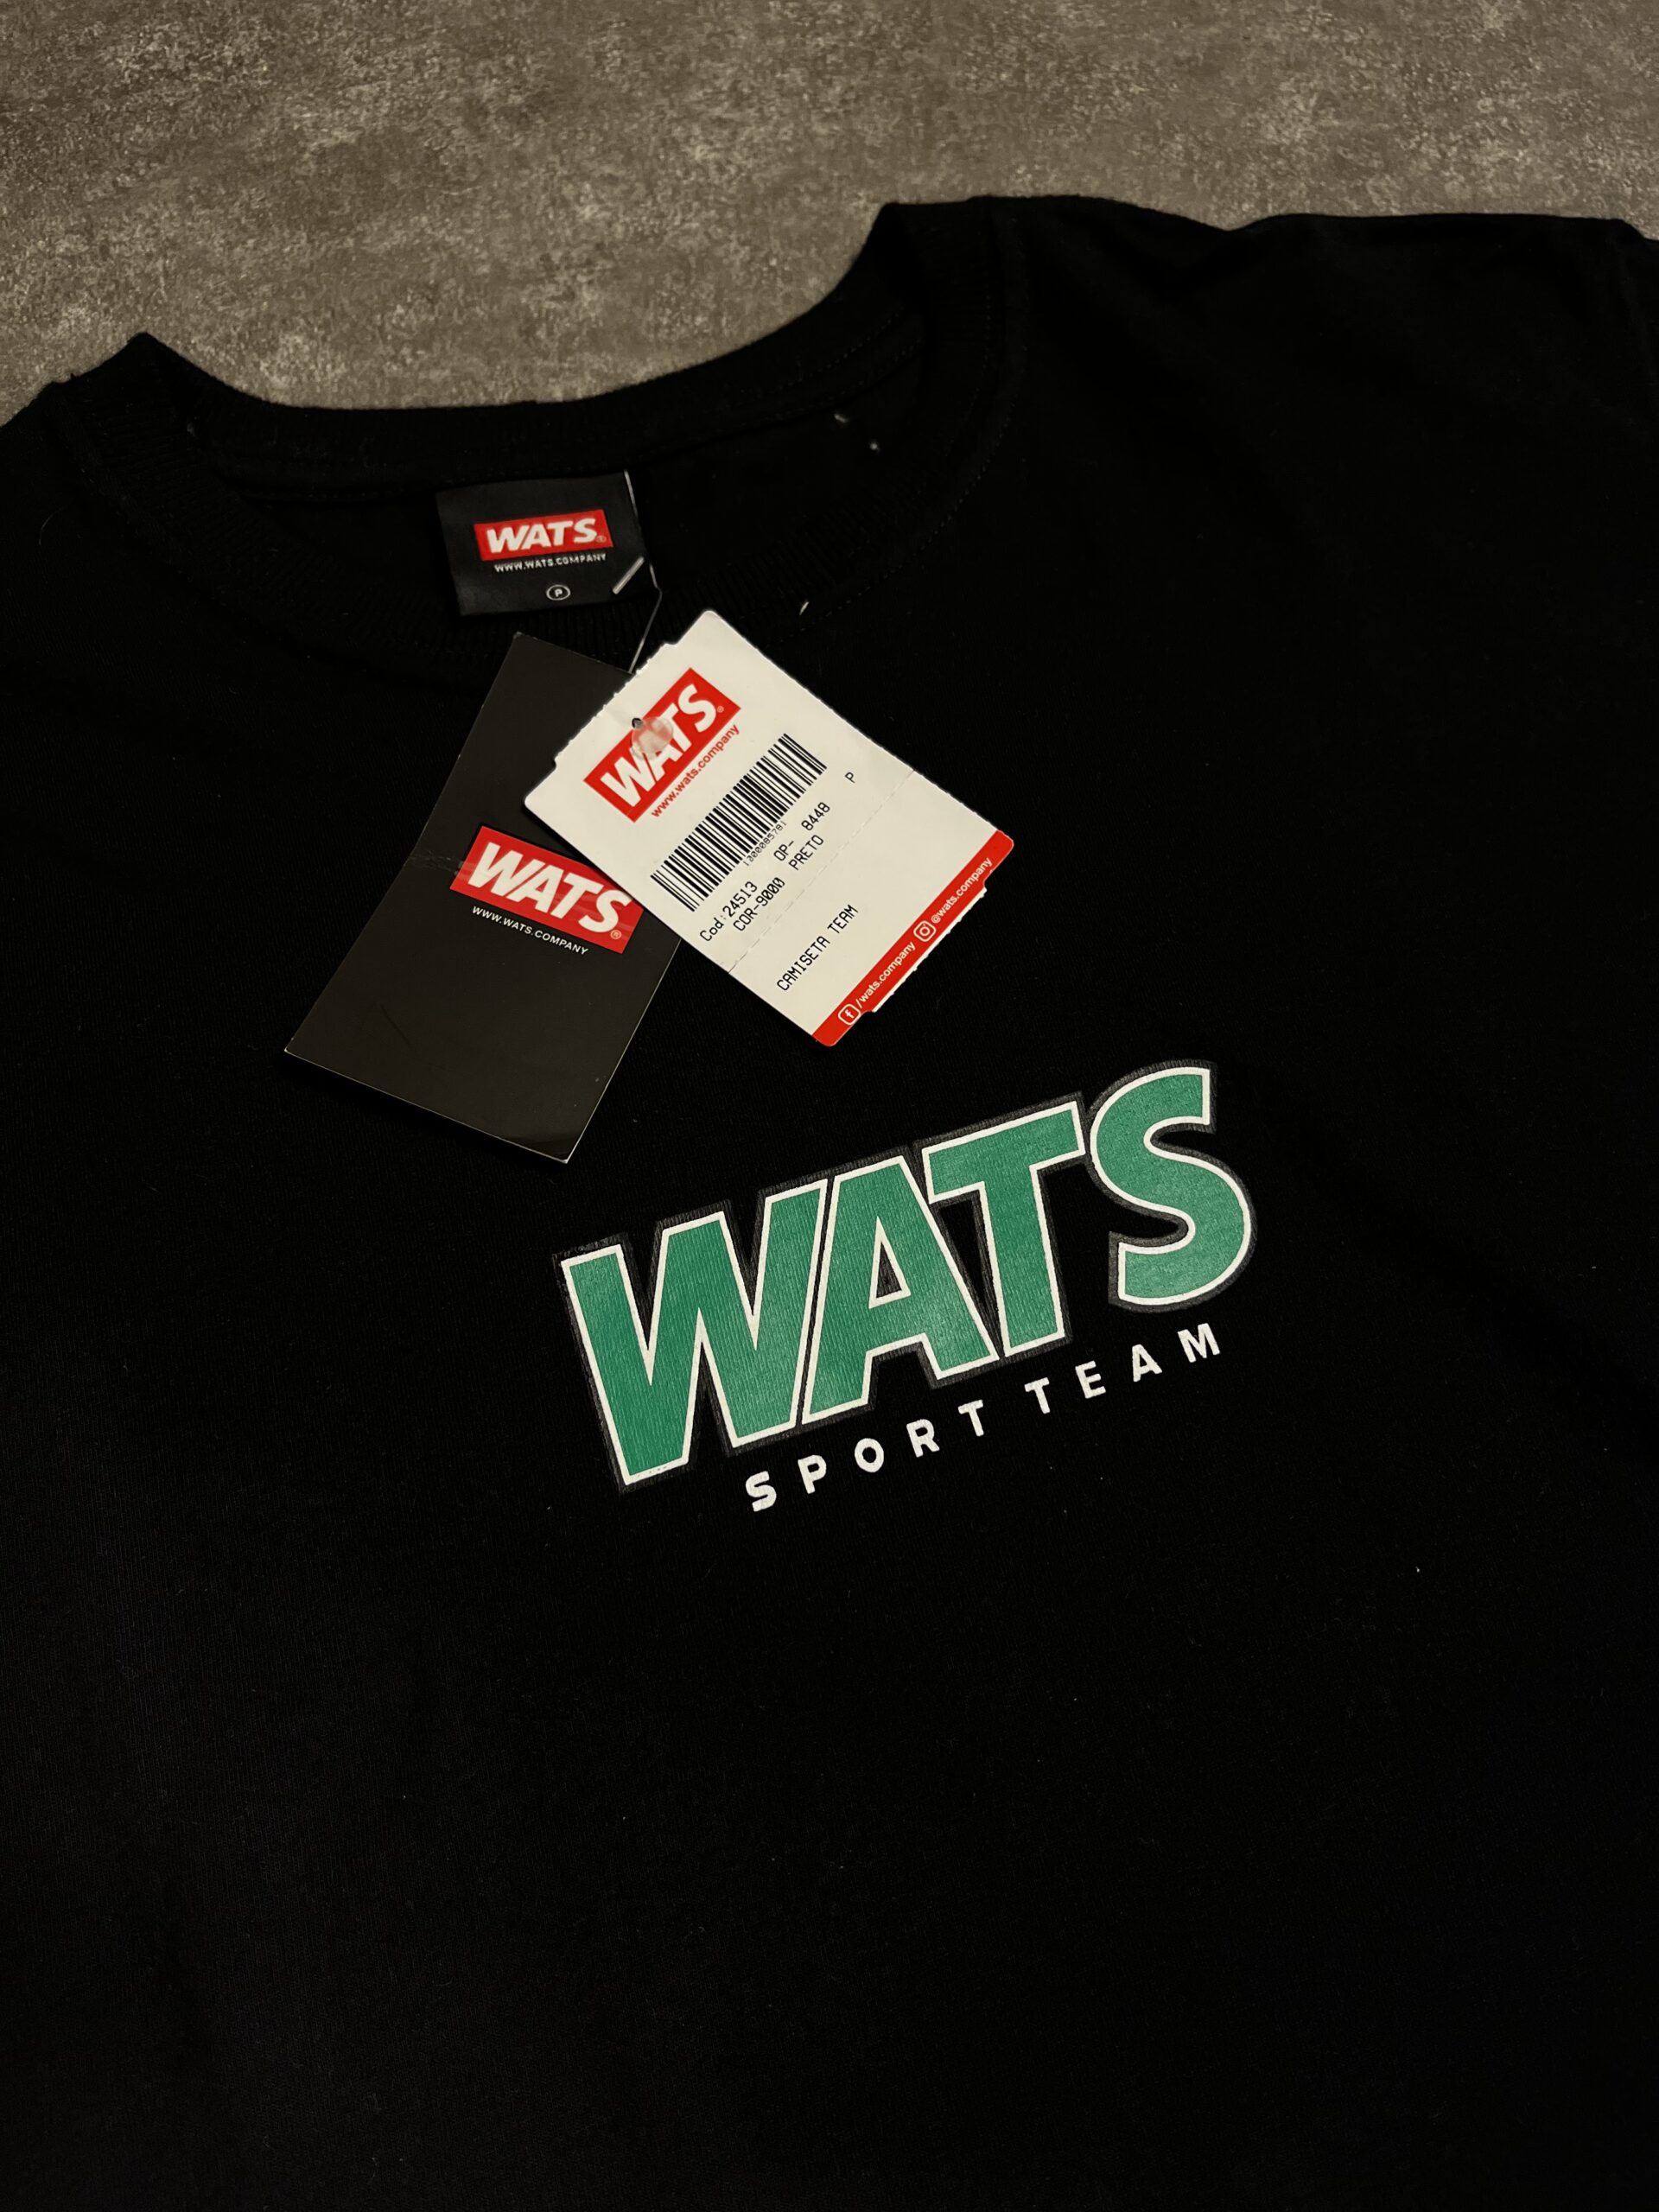 WATS®
WWW.WATS.COMPANY
P
WATS®
www.wats.company
1300085781
P
Cod:24513 OP- 8448
COR-9000 PRETO
CAMISETA TEAM
/wats.company @wats.company
WATS®
WWW.WATS.COMPANY
WATS
SPORT TEAM